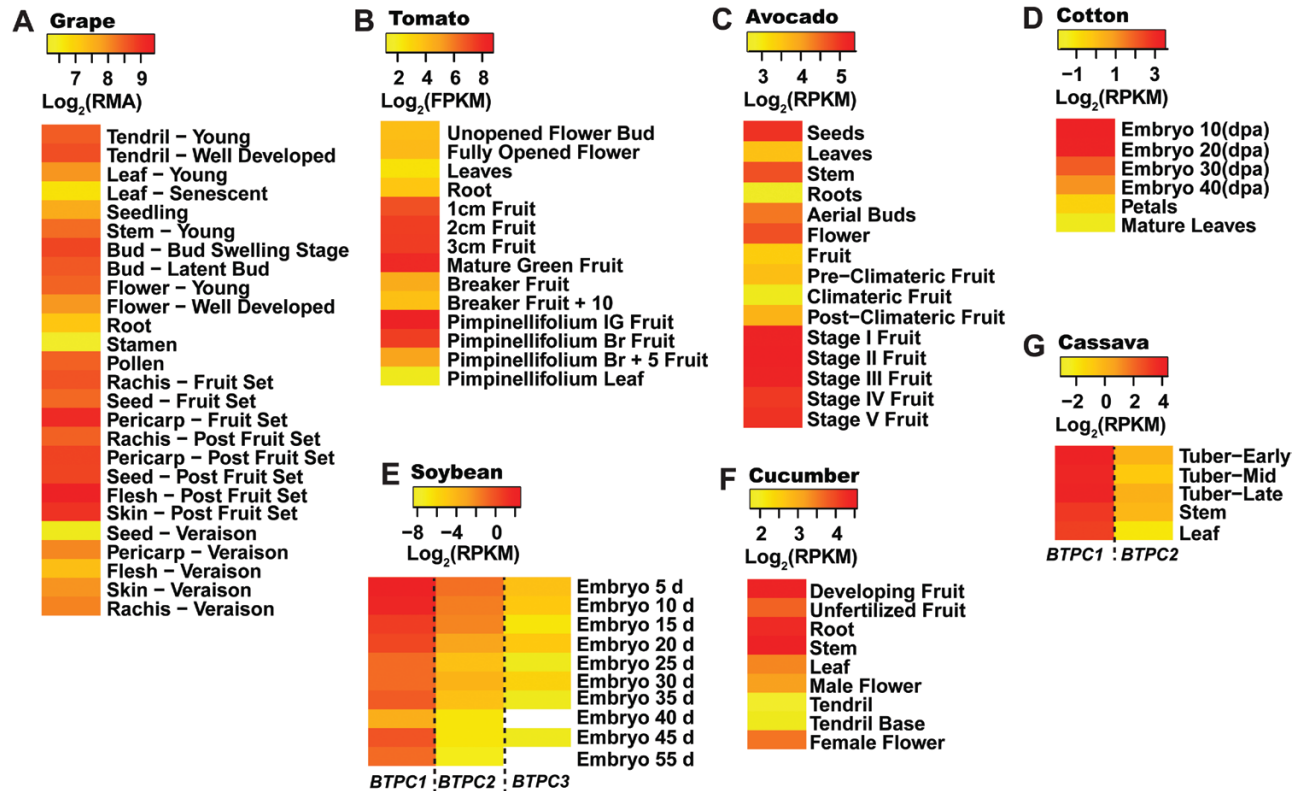 A Grape
7 8 9
Log2(RMA)
Tendril − Young
Tendril − Well Developed
Leaf − Young
Leaf − Senescent
Seedling
Stem − Young
Bud − Bud Swelling Stage
Bud − Latent Bud
Flower − Young
Flower − Well Developed
Root
Stamen
Pollen
Rachis − Fruit Set
Seed − Fruit Set
Pericarp − Fruit Set
Rachis − Post Fruit Set
Pericarp − Post Fruit Set
Seed − Post Fruit Set
Flesh − Post Fruit Set
Skin − Post Fruit Set
Seed − Veraison
Pericarp − Veraison
Flesh − Veraison
Skin − Veraison
Rachis − Veraison
B Tomato
2 4 6 8
Log2(FPKM)
Unopened Flower Bud
Fully Opened Flower
Leaves
Root
1cm Fruit
2cm Fruit
3cm Fruit
Mature Green Fruit
Breaker Fruit
Breaker Fruit + 10
Pimpinellifolium IG Fruit
Pimpinellifolium Br Fruit
Pimpinellifolium Br + 5 Fruit
Pimpinellifolium Leaf
C Avocado
3 4 5
Log2(RPKM)
Seeds
Leaves
Stem
Roots
Aerial Buds
Flower
Fruit
Pre−Climateric Fruit
Climateric Fruit
Post−Climateric Fruit
Stage I Fruit
Stage II Fruit
Stage III Fruit
Stage IV Fruit
Stage V Fruit
D Cotton
−1 1 3
Log2(RPKM)
Embryo 10(dpa)
Embryo 20(dpa)
Embryo 30(dpa)
Embryo 40(dpa)
Petals
Mature Leaves
E Soybean
−8 −4 0
Log2(RPKM)
Embryo 5 d
Embryo 10 d
Embryo 15 d
Embryo 20 d
Embryo 25 d
Embryo 30 d
Embryo 35 d
Embryo 40 d
Embryo 45 d
Embryo 55 d
BTPC1 BTPC2 BTPC3
F Cucumber
2 3 4
Log2(RPKM)
Developing Fruit
Unfertilized Fruit
Root
Stem
Leaf
Male Flower
Tendril
Tendril Base
Female Flower
G Cassava
−2 0 2 4
Log2(RPKM)
Tuber−Early
Tuber−Mid
Tuber−Late
Stem
Leaf
BTPC1 BTPC2